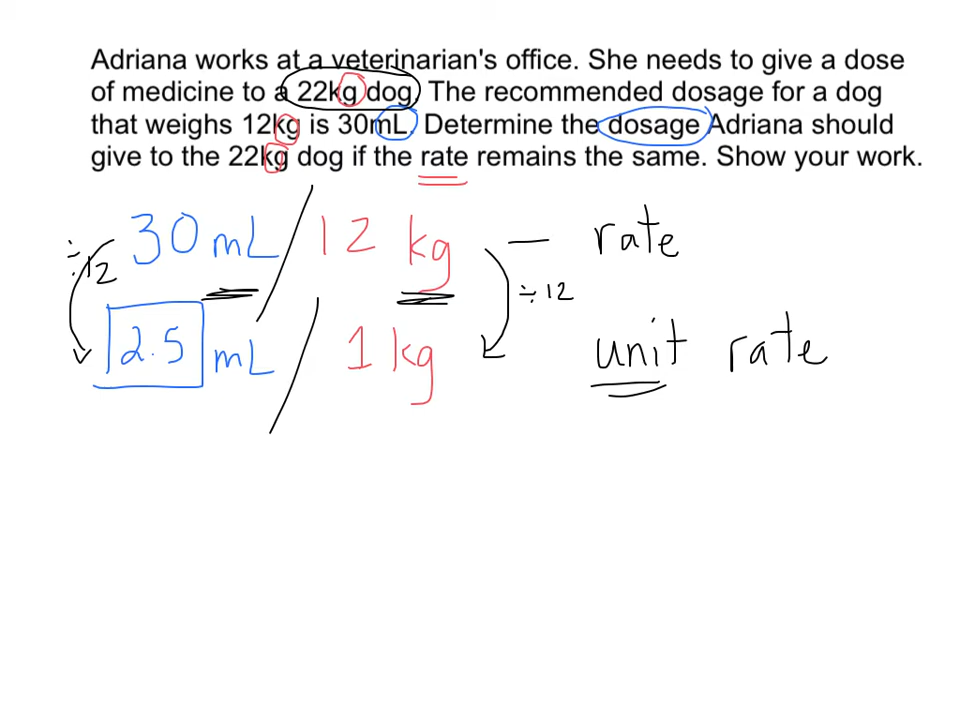 Adriana works at a veterinarian's office. She needs to give a dose
of medicine to a 22kg dog. The recommended dosage for a dog
that weighs 12kg is 30mL. Determine the dosage Adriana should
give to the 22kg dog if the rate remains the same. Show your work.
÷12 30 mL / 12 kg — rate
÷12
2.5 mL / 1 kg unit rate